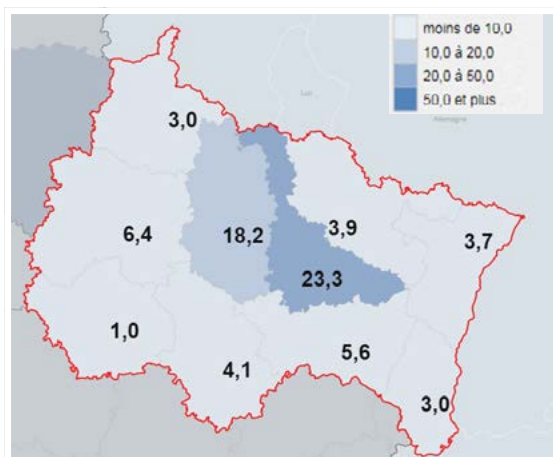 moins de 10,0
10,0 à 20,0
20,0 à 50,0
50,0 et plus
Allemagne
3,0
6,4
18,2
3,9
3,7
23,3
1,0
4,1
5,6
3,0